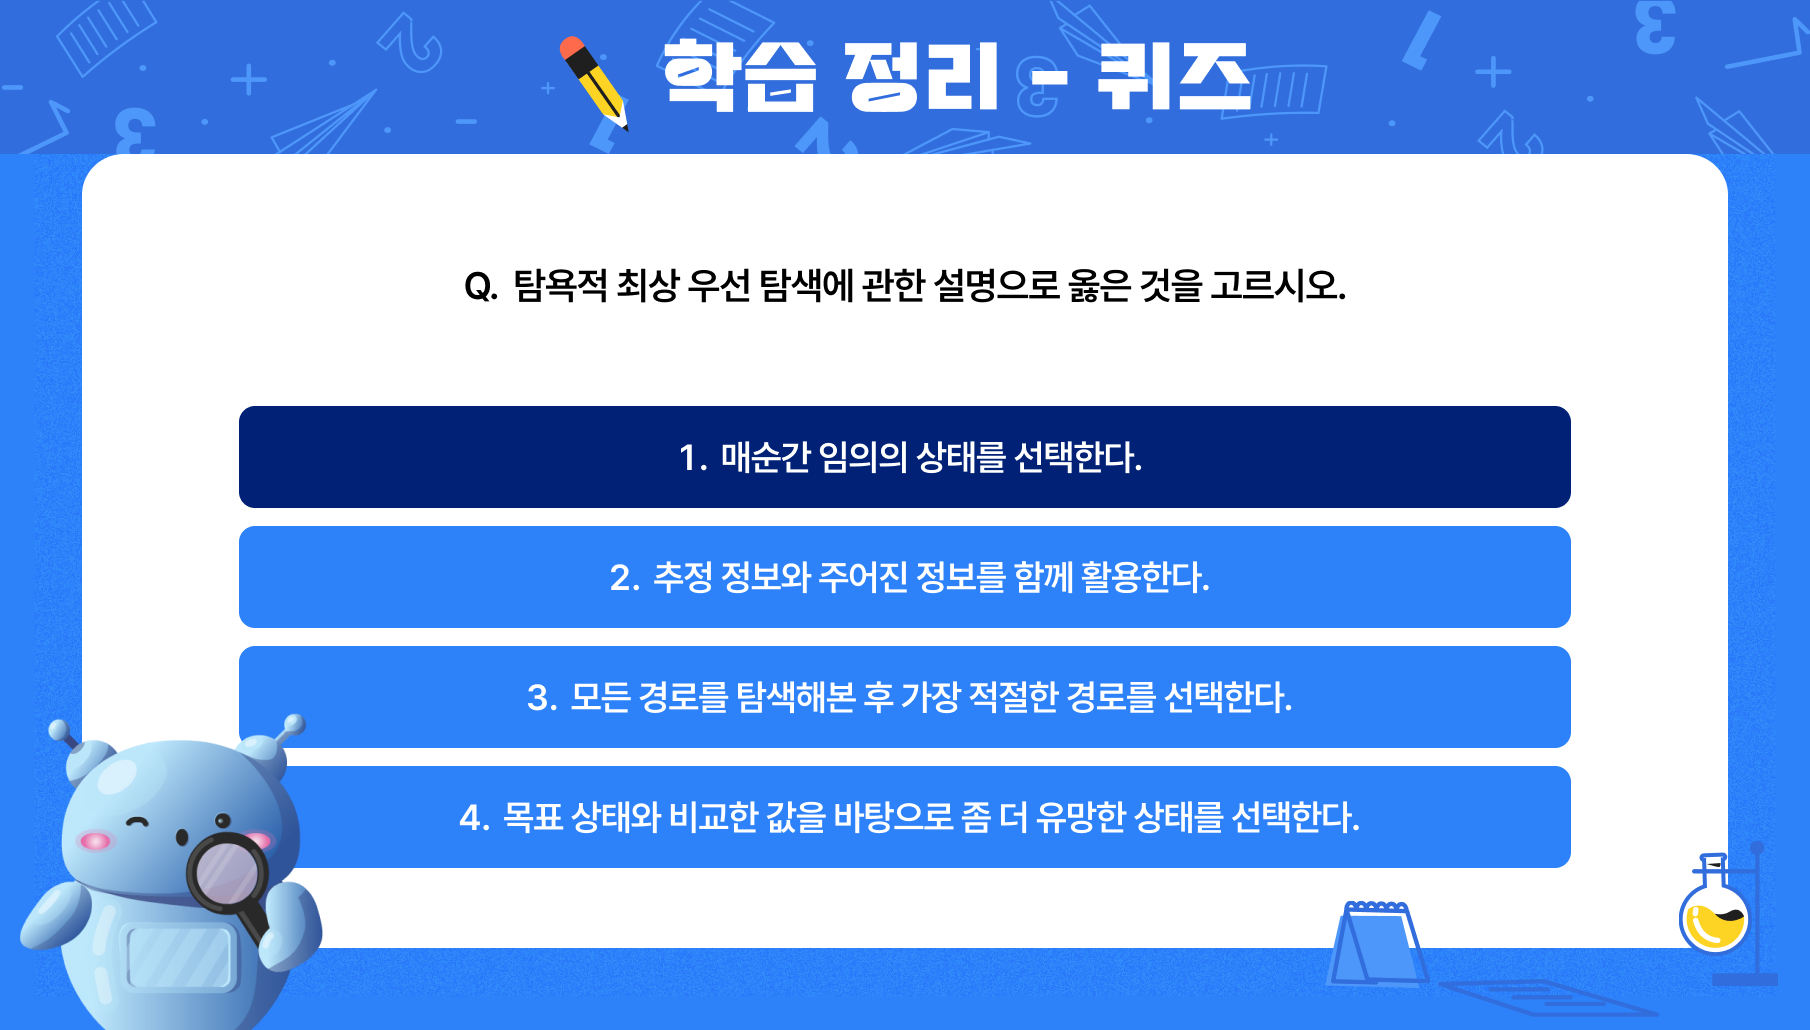 학습 정리 - 퀴즈
Q. 탐욕적 최상 우선 탐색에 관한 설명으로 옳은 것을 고르시오.
1. 매순간 임의의 상태를 선택한다.
2. 추정 정보와 주어진 정보를 함께 활용한다.
3. 모든 경로를 탐색해본 후 가장 적절한 경로를 선택한다.
4. 목표 상태와 비교한 값을 바탕으로 좀 더 유망한 상태를 선택한다.